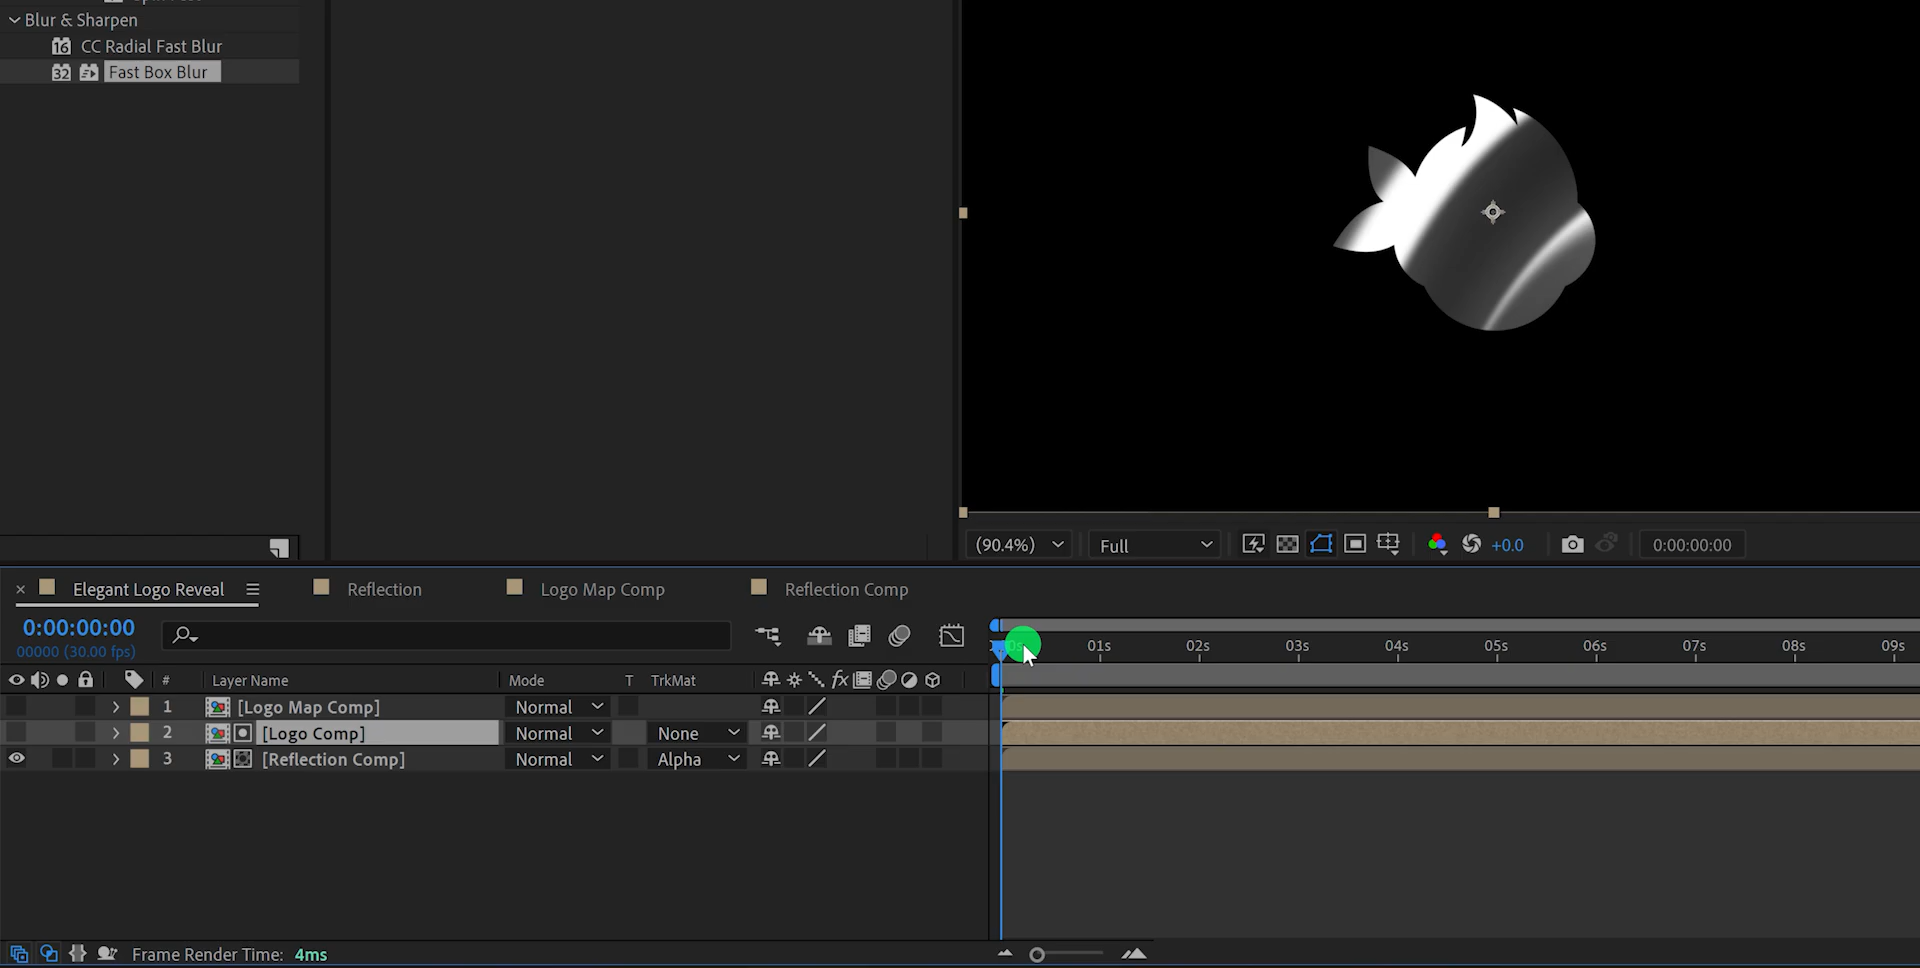 Blur & Sharpen
16 CC Radial Fast Blur
32 Fast Box Blur
(90.4%) Full +0.0 0:00:00:00
Elegant Logo Reveal Reflection Logo Map Comp Reflection Comp
0:00:00:00
00000 (30.00 fps)
01s 02s 03s 04s 05s 06s 07s 08s 09s
# Layer Name Mode T TrkMat fx
1 [Logo Map Comp] Normal
2 [Logo Comp] Normal None
3 [Reflection Comp] Normal Alpha
Frame Render Time: 4ms